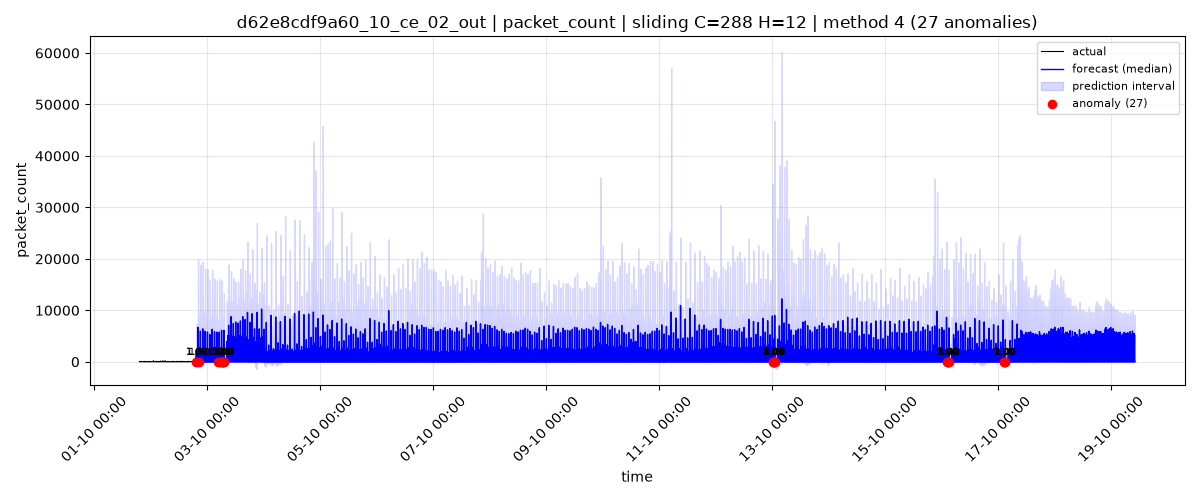 d62e8cdf9a60_10_ce_02_out | packet_count | sliding C=288 H=12 | method 4 (27 anomalies)
actual
forecast (median)
prediction interval
anomaly (27)
packet_count
60000
50000
40000
30000
20000
10000
0
1.00
1.00
1.00
01-10 00:00
03-10 00:00
05-10 00:00
07-10 00:00
09-10 00:00
11-10 00:00
13-10 00:00
15-10 00:00
17-10 00:00
19-10 00:00
time